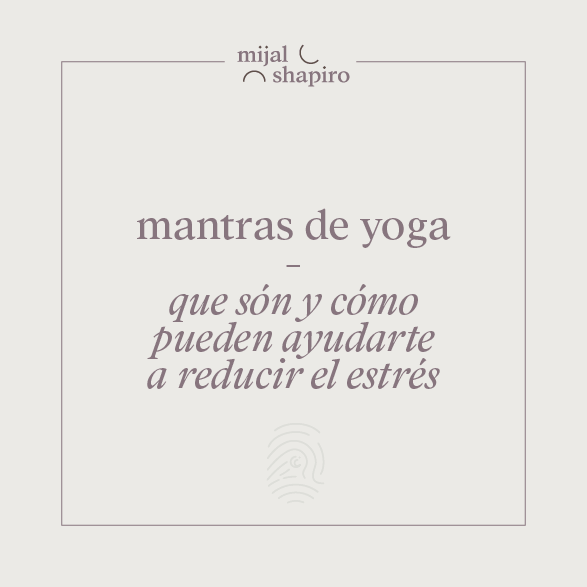 mijal
shapiro
mantras de yoga
–
que són y cómo
pueden ayudarte
a reducir el estrés